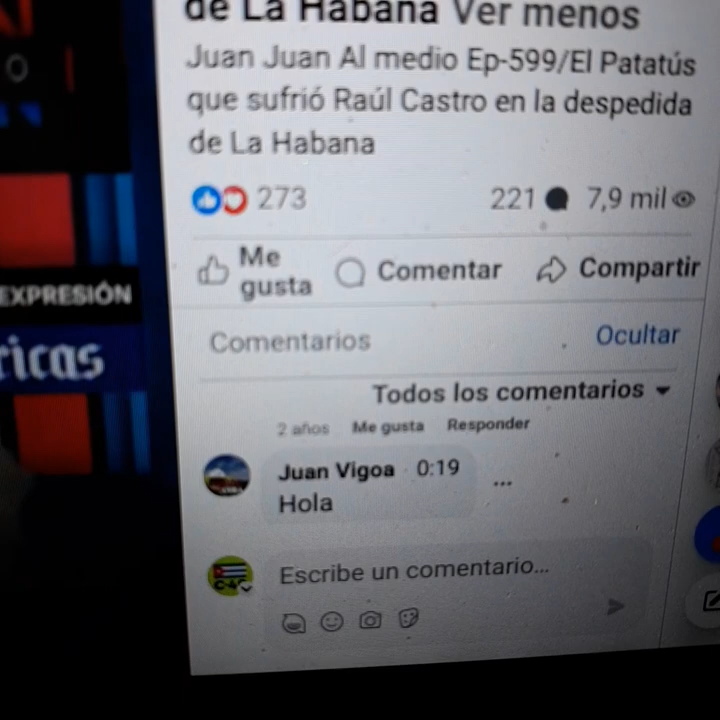 de La Habana Ver menos
Juan Juan Al medio Ep-599/El Patatús
que sufrió Raúl Castro en la despedida
de La Habana
273
221 7,9 mil
Me gusta
Comentar
Compartir
Comentarios
Ocultar
Todos los comentarios
2 años Me gusta Responder
Juan Vigoa · 0:19
Hola
Escribe un comentario...
EXPRESIÓN
ricas